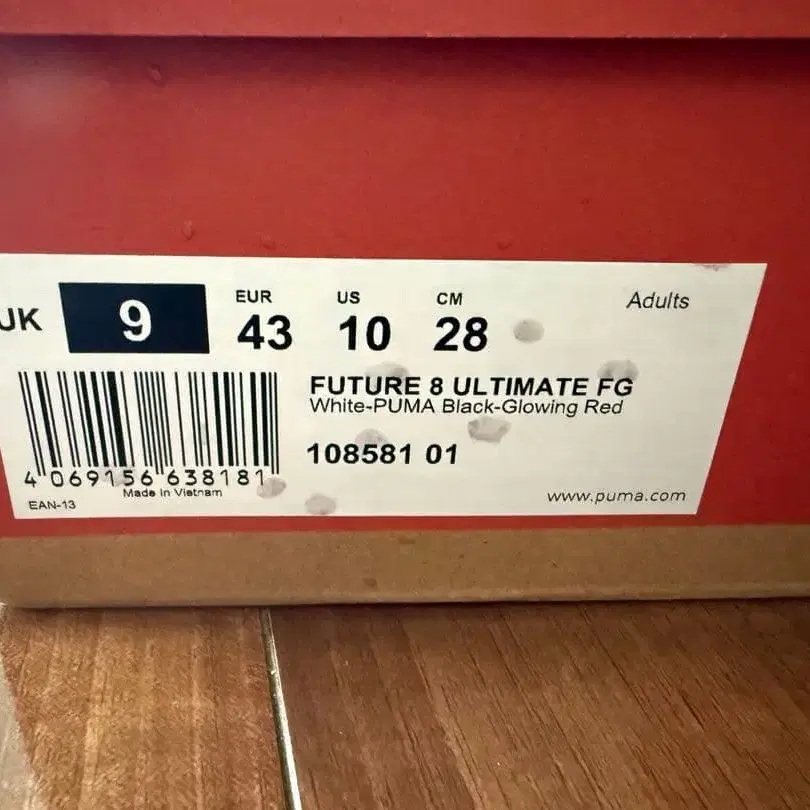 UK 9
EUR 43
US 10
CM 28
Adults
FUTURE 8 ULTIMATE FG
White-PUMA Black-Glowing Red
108581 01
4 069156 638181
Made in Vietnam
EAN-13
www.puma.com